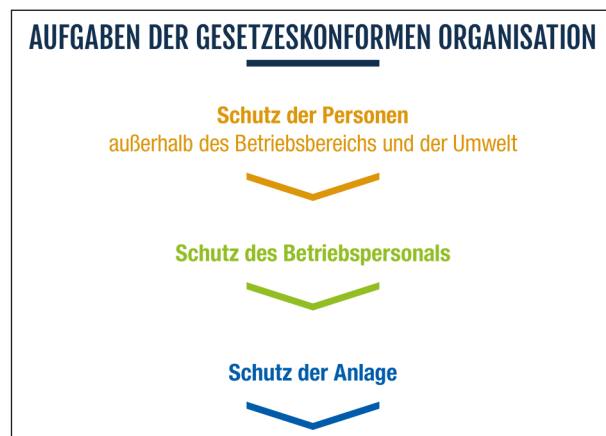 AUFGABEN DER GESETZESKONFORMEN ORGANISATION
Schutz der Personen
außerhalb des Betriebsbereichs und der Umwelt
Schutz des Betriebspersonals
Schutz der Anlage